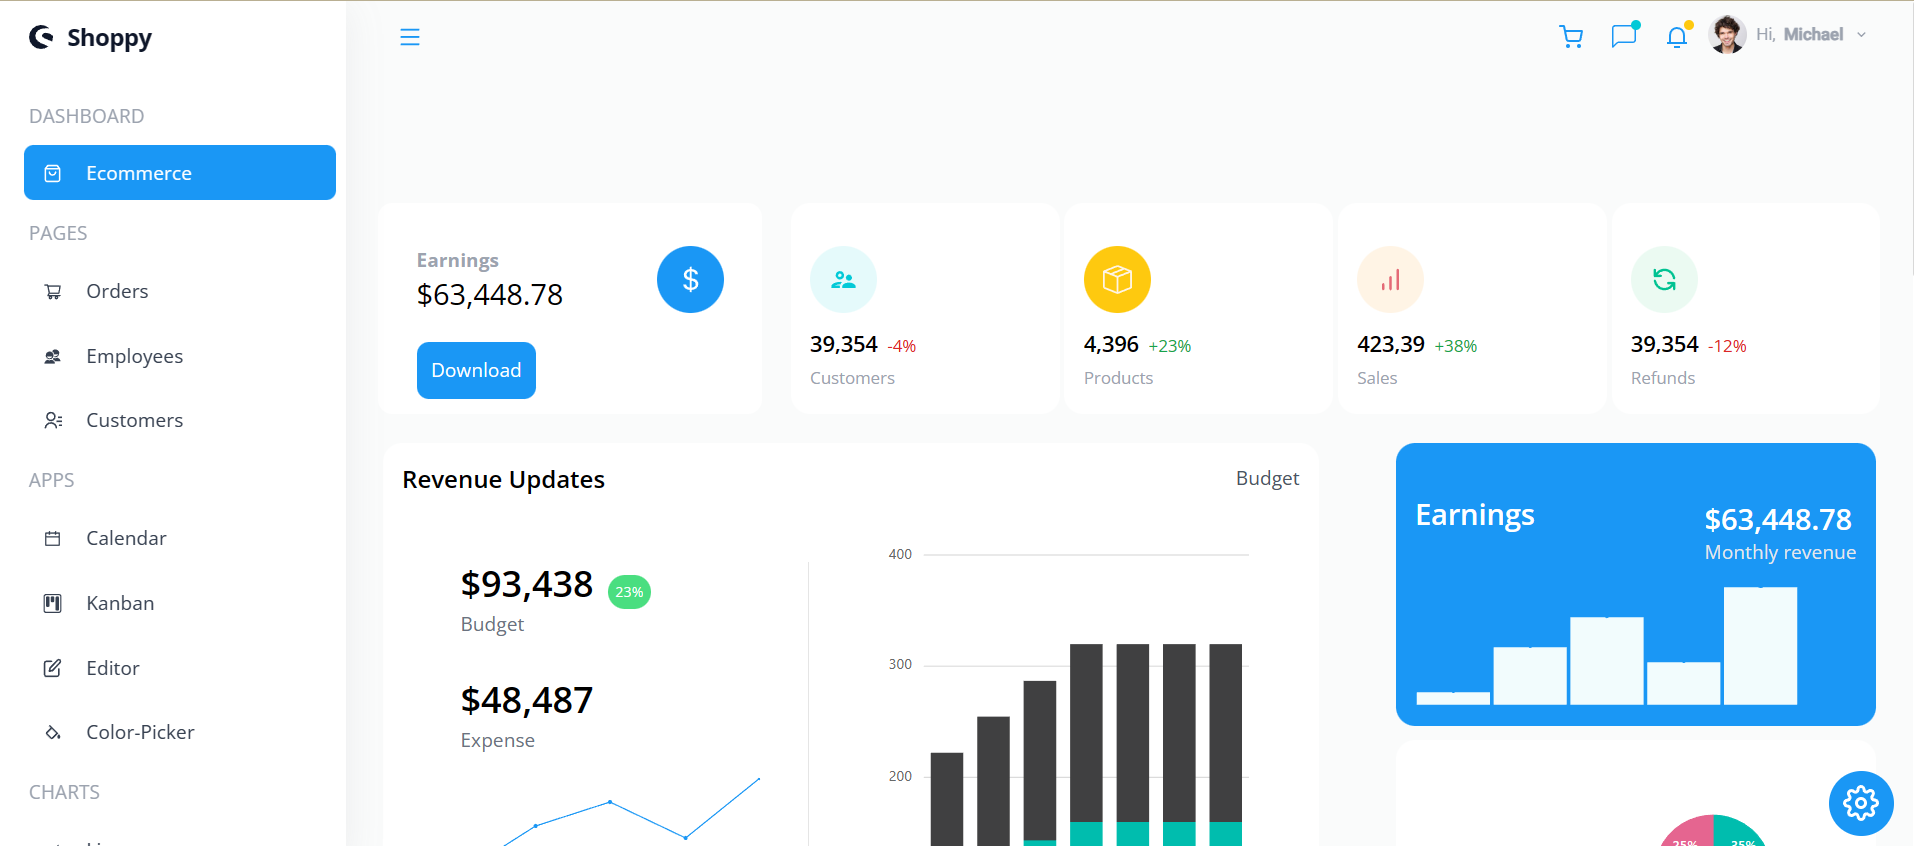 Shoppy
Hi, Michael
DASHBOARD
Ecommerce
PAGES
Orders
Employees
Customers
APPS
Calendar
Kanban
Editor
Color-Picker
CHARTS
Earnings
$63,448.78
$
Download
39,354 -4%
Customers
4,396 +23%
Products
423,39 +38%
Sales
39,354 -12%
Refunds
Revenue Updates
Budget
$93,438 23%
Budget
$48,487
Expense
400
300
200
Earnings
$63,448.78
Monthly revenue
25% 35%